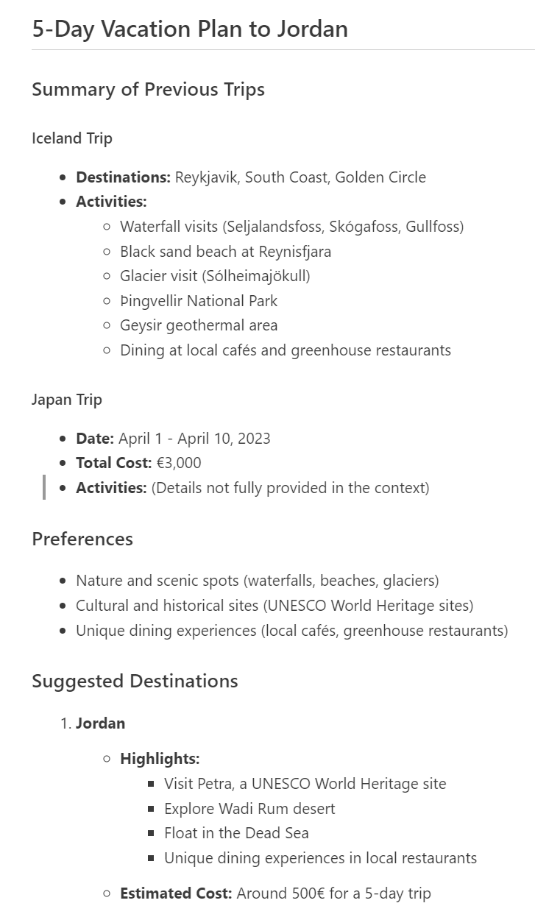 5-Day Vacation Plan to Jordan
Summary of Previous Trips
Iceland Trip
• Destinations: Reykjavik, South Coast, Golden Circle
• Activities:
○ Waterfall visits (Seljalandsfoss, Skógafoss, Gullfoss)
○ Black sand beach at Reynisfjara
○ Glacier visit (Sólheimajökull)
○ Þingvellir National Park
○ Geysir geothermal area
○ Dining at local cafés and greenhouse restaurants
Japan Trip
• Date: April 1 - April 10, 2023
• Total Cost: €3,000
• Activities: (Details not fully provided in the context)
Preferences
• Nature and scenic spots (waterfalls, beaches, glaciers)
• Cultural and historical sites (UNESCO World Heritage sites)
• Unique dining experiences (local cafés, greenhouse restaurants)
Suggested Destinations
1. Jordan
○ Highlights:
▪ Visit Petra, a UNESCO World Heritage site
▪ Explore Wadi Rum desert
▪ Float in the Dead Sea
▪ Unique dining experiences in local restaurants
○ Estimated Cost: Around 500€ for a 5-day trip